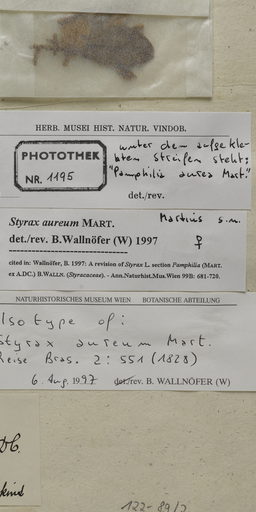 HERB. MUSEI HIST. NATUR. VINDOB.
PHOTOTHEK
NR. 1195
unter dem aufgekle-
bten Streifen steht:
"Pamphilia aurea Mart."
det./rev.
Martius s.n.
Styrax aureum MART.
det./rev. B.Wallnöfer (W) 1997 ♀
cited in: Wallnöfer, B. 1997: A revision of Styrax L. section Pamphilia (MART.
ex A.DC.) B.WALLN. (Styracaceae). - Ann.Naturhist.Mus.Wien 99B: 681-720.
NATURHISTORISCHES MUSEUM WIEN BOTANISCHE ABTEILUNG
Isotype of:
Styrax aureum Mart.
Reise Bras. 2: 551 (1828)
6. Aug. 1997 det./rev. B. WALLNÖFER (W)
122-89/2